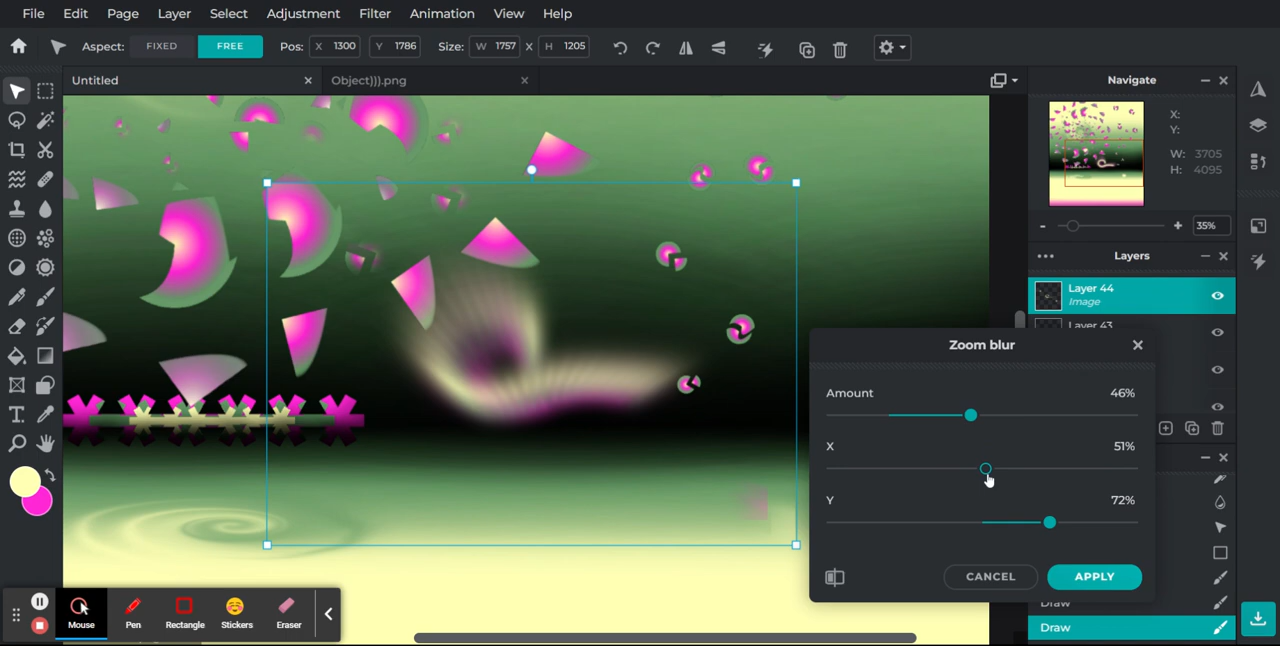 File Edit Page Layer Select Adjustment Filter Animation View Help
Aspect: FIXED FREE Pos: X 1300 Y 1786 Size: W 1757 X H 1205
Untitled Object))).png
Navigate
X:
Y:
W: 3705
H: 4095
35%
Layers
Layer 44
Image
Layer 43
Zoom blur
Amount 46%
X 51%
Y 72%
CANCEL APPLY
Draw
Draw
Mouse Pen Rectangle Stickers Eraser